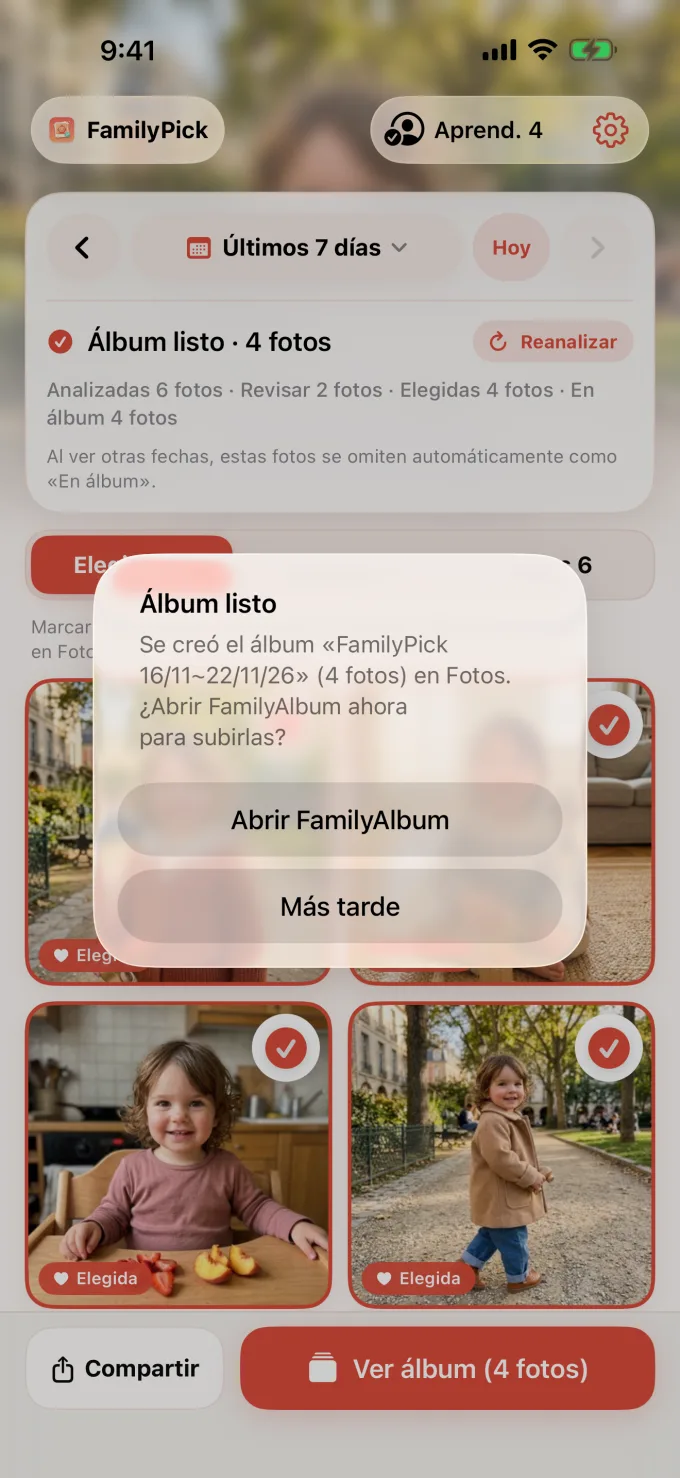 9:41
FamilyPick
Aprend. 4
Últimos 7 días
Hoy
Álbum listo · 4 fotos
Reanalizar
Analizadas 6 fotos · Revisar 2 fotos · Elegidas 4 fotos · En
álbum 4 fotos
Al ver otras fechas, estas fotos se omiten automáticamente como
«En álbum».
6
Marcar
Álbum listo
Se creó el álbum «FamilyPick
16/11~22/11/26» (4 fotos) en Fotos.
¿Abrir FamilyAlbum ahora
para subirlas?
Abrir FamilyAlbum
Más tarde
Elegida
Elegida
Compartir
Ver álbum (4 fotos)